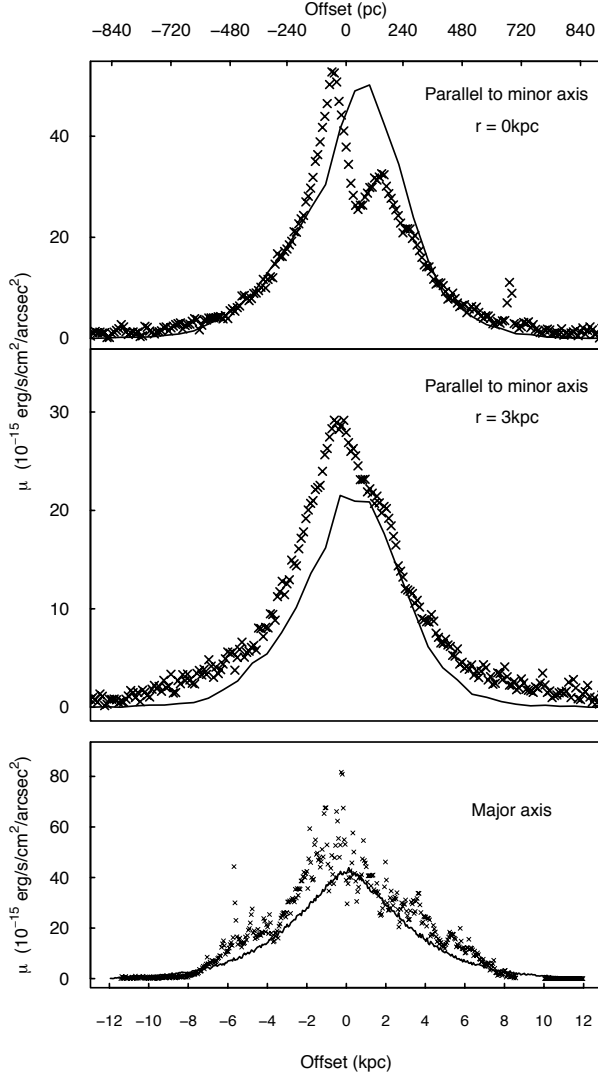 Offset (pc)
−840 −720 −480 −240 0 240 480 720 840
Parallel to minor axis
r = 0kpc
40
20
0
Parallel to minor axis
r = 3kpc
30
20
10
0
μ (10⁻¹⁵ erg/s/cm²/arcsec²)
Major axis
80
60
40
20
0
μ (10⁻¹⁵ erg/s/cm²/arcsec²)
−12 −10 −8 −6 −4 −2 0 2 4 6 8 10 12
Offset (kpc)